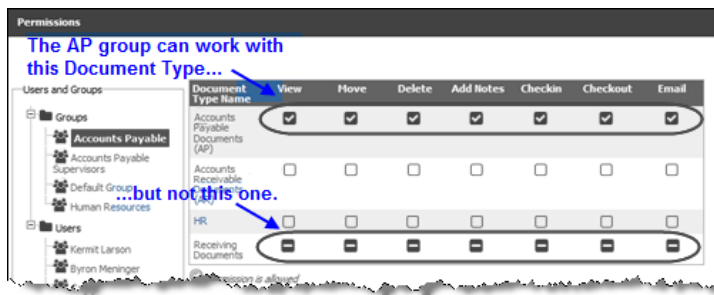 Permissions
The AP group can work with
this Document Type...
Users and Groups
Document Type Name View Move Delete Add Notes Checkin Checkout Email
Groups
Accounts Payable
Accounts Payable
Supervisors
Default Group
Human Resources
Users
Kermit Larson
Byron Meninger
Accounts
Payable
Documents
(AP)
Accounts
Receivable
Documents
(AR)
...but not this one.
HR
Receiving
Documents
Permission is allowed